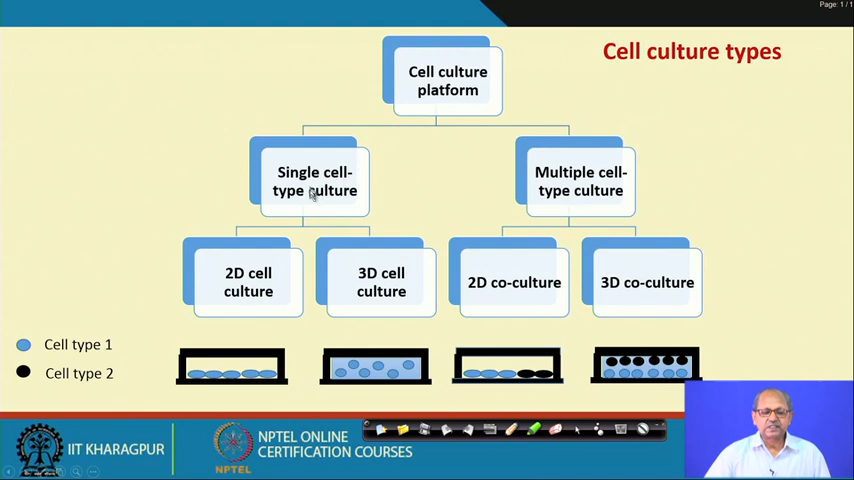 Page: 1 / 1
Cell culture types
Cell culture
platform
Single cell-
type culture
Multiple cell-
type culture
2D cell
culture
3D cell
culture
2D co-culture
3D co-culture
Cell type 1
Cell type 2
IIT KHARAGPUR
NPTEL
NPTEL ONLINE
CERTIFICATION COURSES